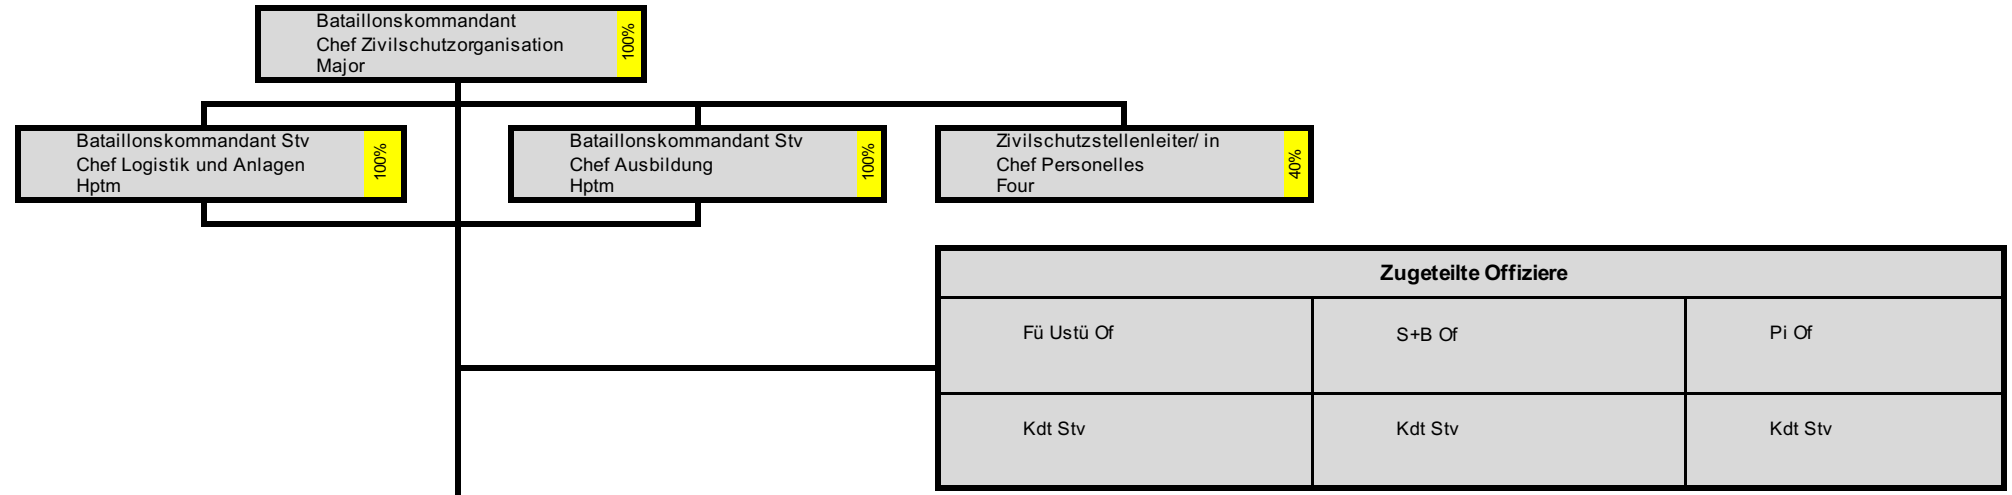 Bataillonskommandant
Chef Zivilschutzorganisation
Major
100%
Bataillonskommandant Stv
Chef Logistik und Anlagen
Hptm
100%
Bataillonskommandant Stv
Chef Ausbildung
Hptm
100%
Zivilschutzstellenleiter/ in
Chef Personelles
Four
40%
Zugeteilte Offiziere
Fü Ustü Of
S+B Of
Pi Of
Kdt Stv
Kdt Stv
Kdt Stv